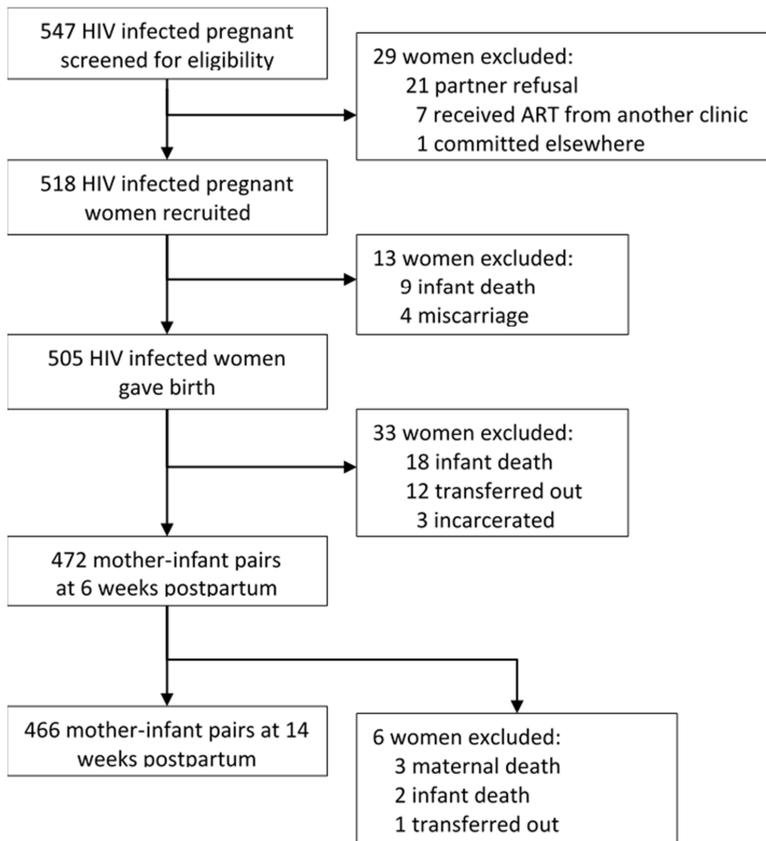 547 HIV infected pregnant
screened for eligibility
29 women excluded:
21 partner refusal
7 received ART from another clinic
1 committed elsewhere
518 HIV infected pregnant
women recruited
13 women excluded:
9 infant death
4 miscarriage
505 HIV infected women
gave birth
33 women excluded:
18 infant death
12 transferred out
3 incarcerated
472 mother-infant pairs
at 6 weeks postpartum
466 mother-infant pairs at 14
weeks postpartum
6 women excluded:
3 maternal death
2 infant death
1 transferred out